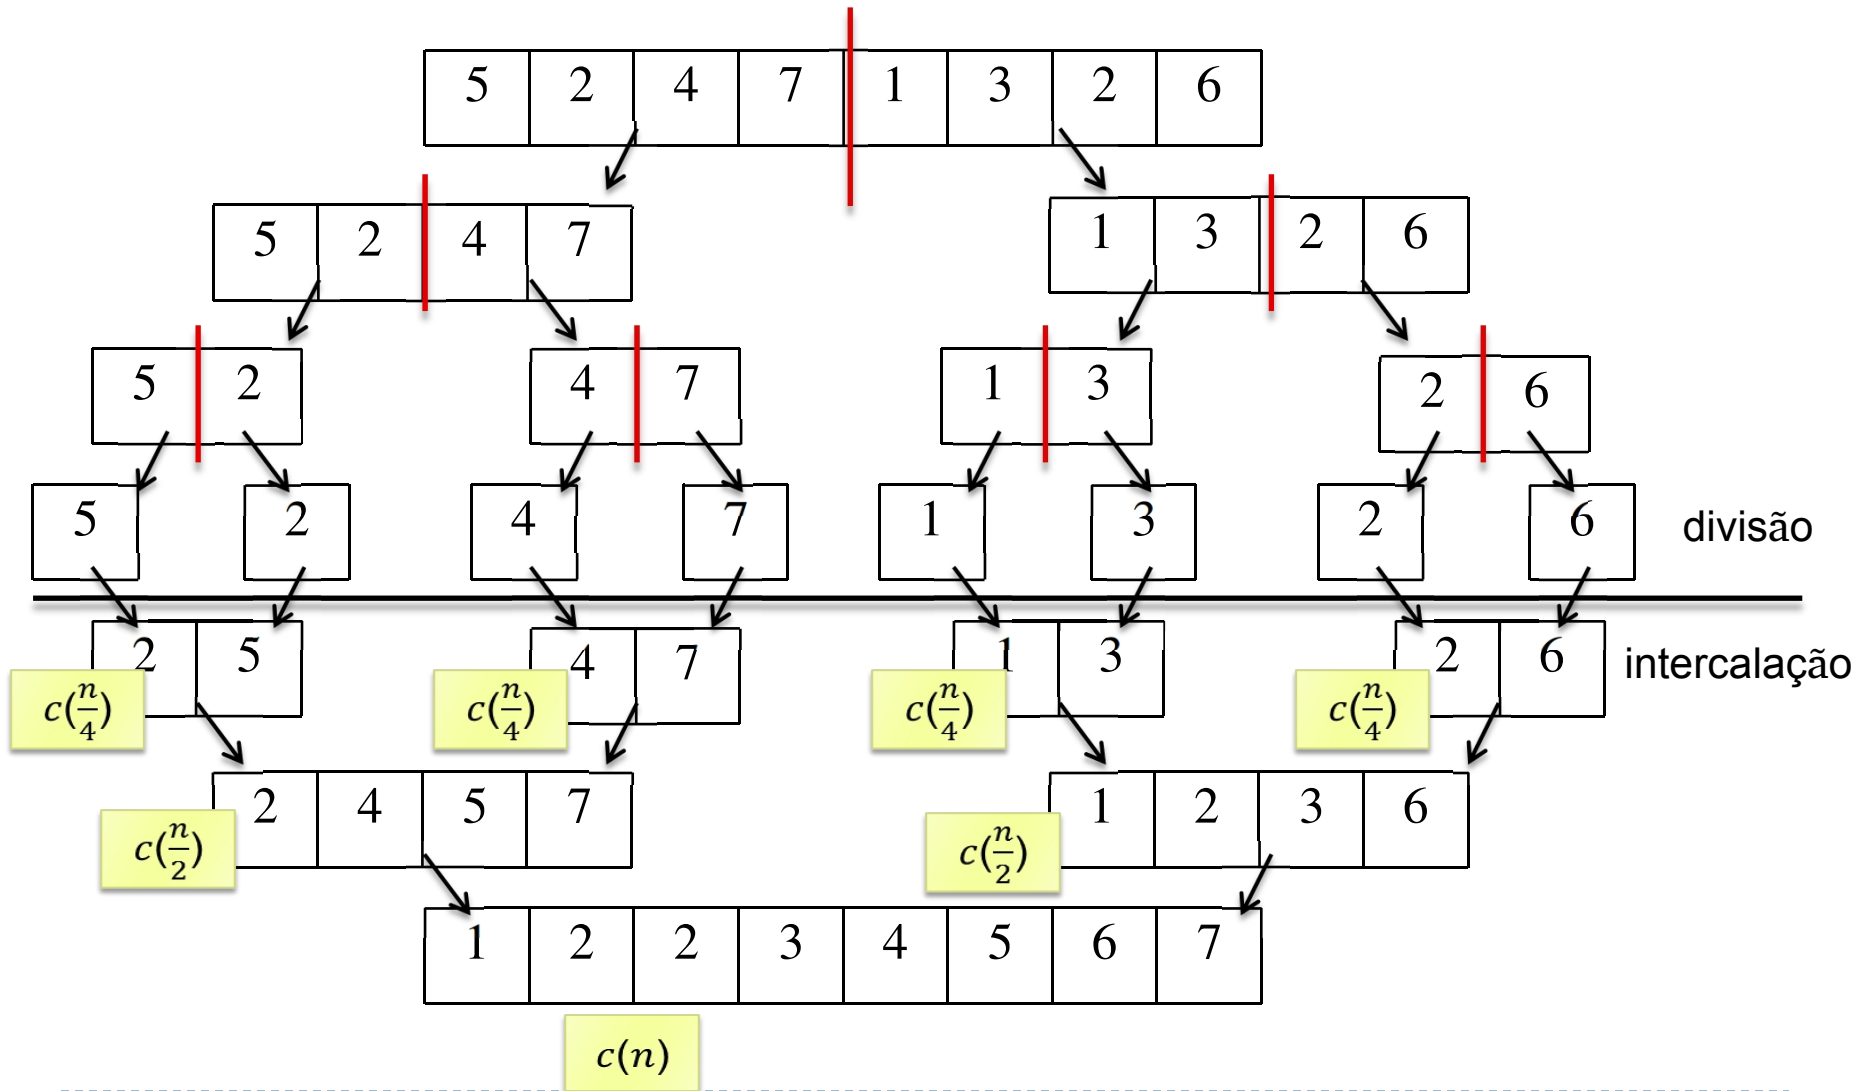 5 2 4 7 1 3 2 6
5 2 4 7 1 3 2 6
5 2 4 7 1 3 2 6
5 2 4 7 1 3 2 6 divisão
2 5 4 7 1 3 2 6 intercalação
c(n/4) c(n/4) c(n/4) c(n/4)
2 4 5 7 1 2 3 6
c(n/2) c(n/2)
1 2 2 3 4 5 6 7
c(n)